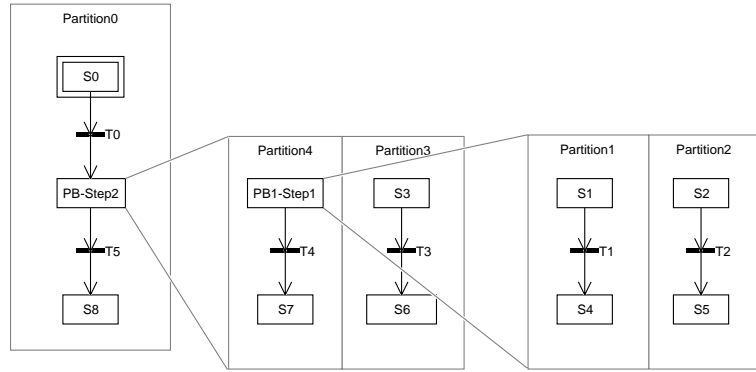 Partition0
S0
T0
PB-Step2
T5
S8
Partition4
PB1-Step1
T4
S7
Partition3
S3
T3
S6
Partition1
S1
T1
S4
Partition2
S2
T2
S5